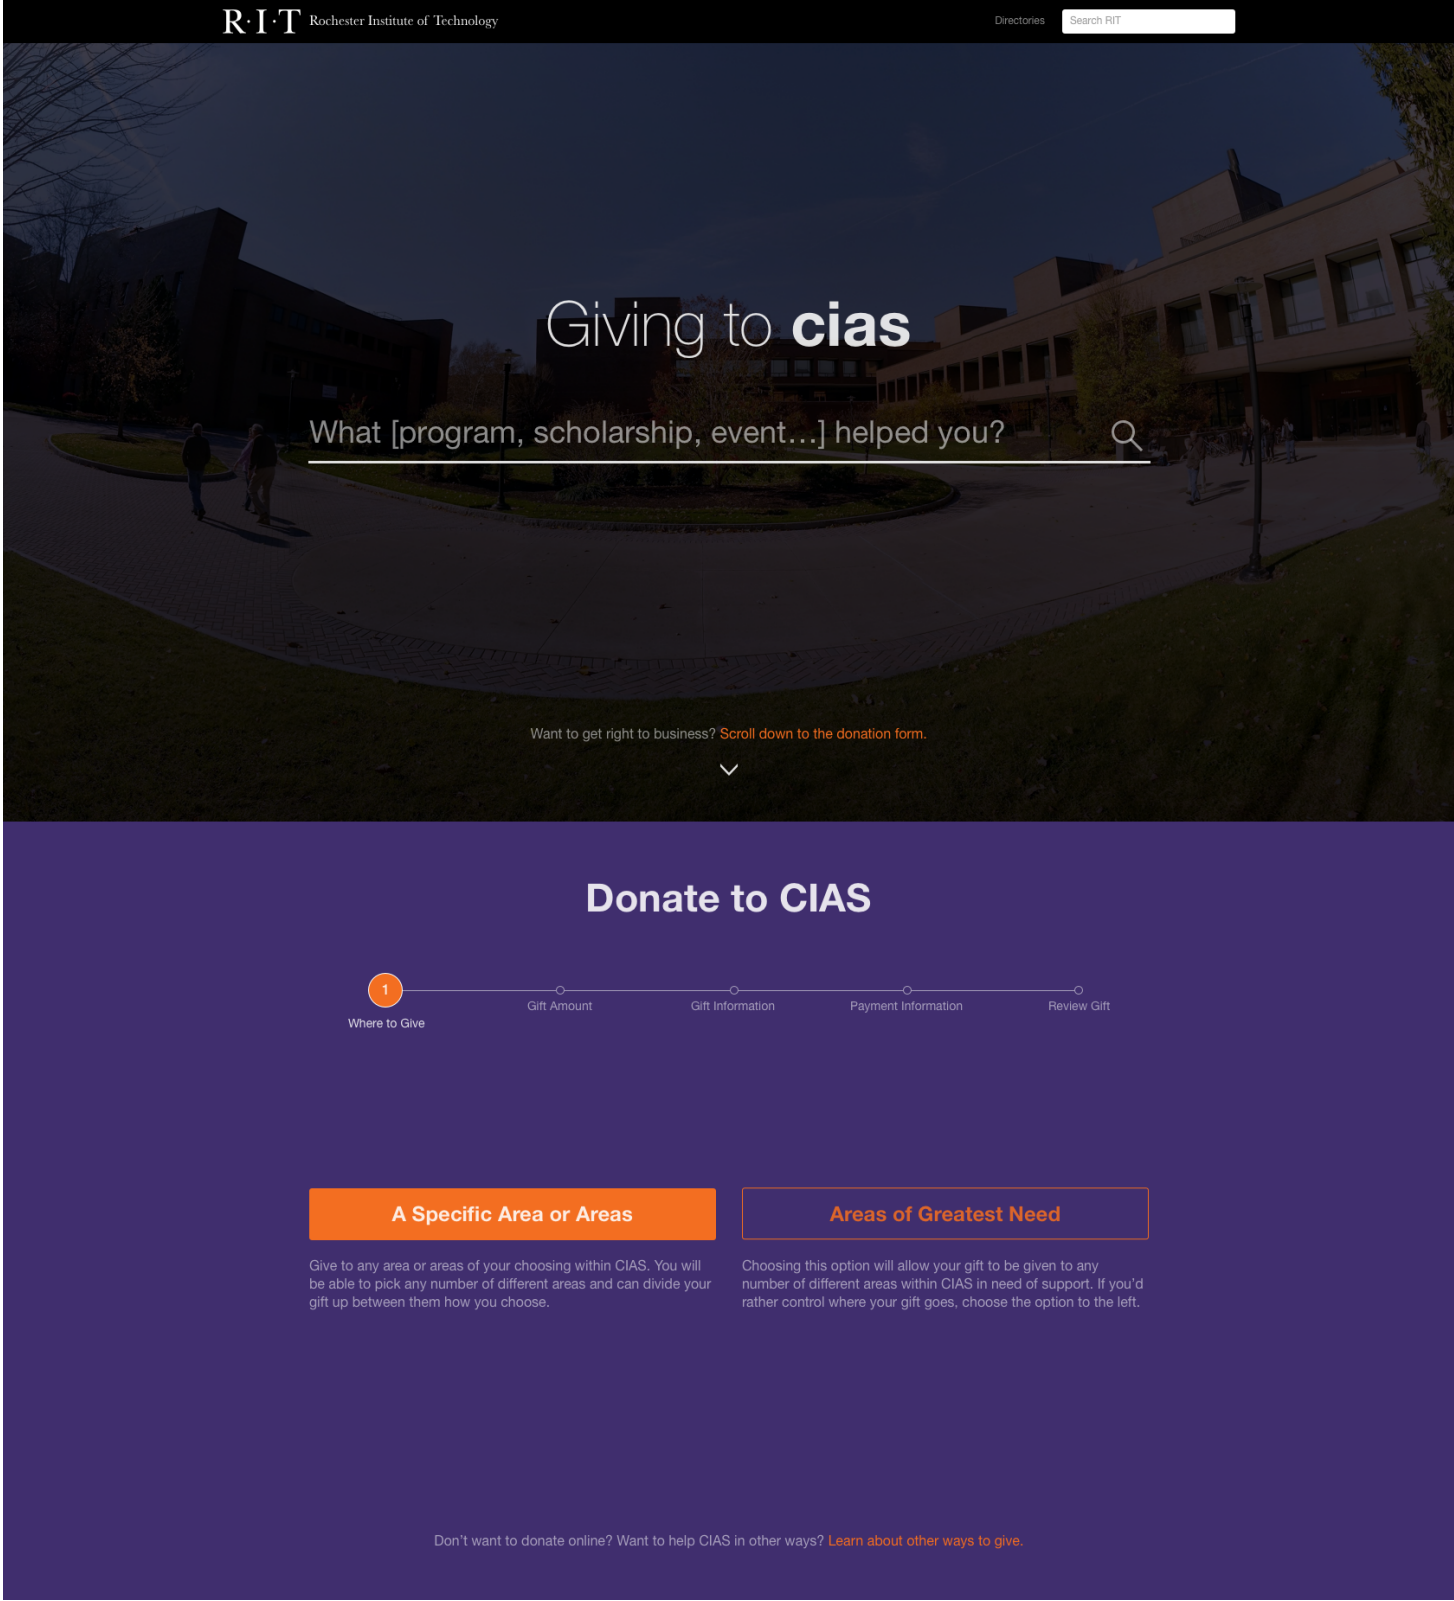 R·I·T Rochester Institute of Technology
Directories
Search RIT
Giving to cias
What [program, scholarship, event...] helped you?
Want to get right to business? Scroll down to the donation form.
Donate to CIAS
1
Where to Give
Gift Amount
Gift Information
Payment Information
Review Gift
A Specific Area or Areas
Give to any area or areas of your choosing within CIAS. You will
be able to pick any number of different areas and can divide your
gift up between them how you choose.
Areas of Greatest Need
Choosing this option will allow your gift to be given to any
number of different areas within CIAS in need of support. If you’d
rather control where your gift goes, choose the option to the left.
Don’t want to donate online? Want to help CIAS in other ways? Learn about other ways to give.